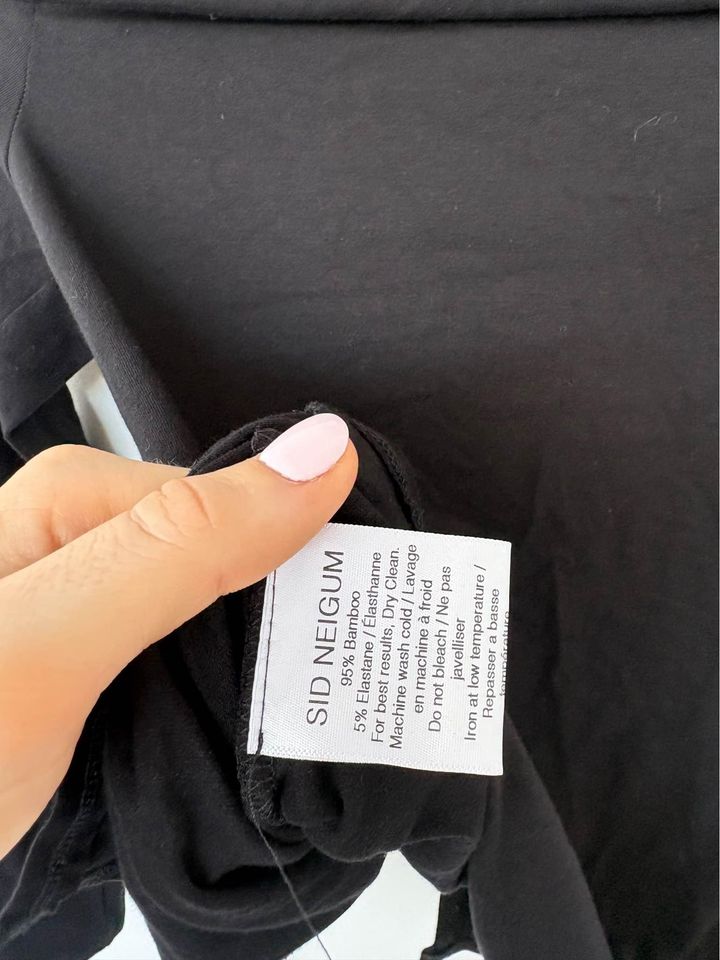 SID NEIGUM
95% Bamboo
5% Elastane / Élasthanne
For best results, Dry Clean.
Machine wash cold / Lavage
en machine à froid
Do not bleach / Ne pas
javelliser
Iron at low temperature /
Repasser a basse
température